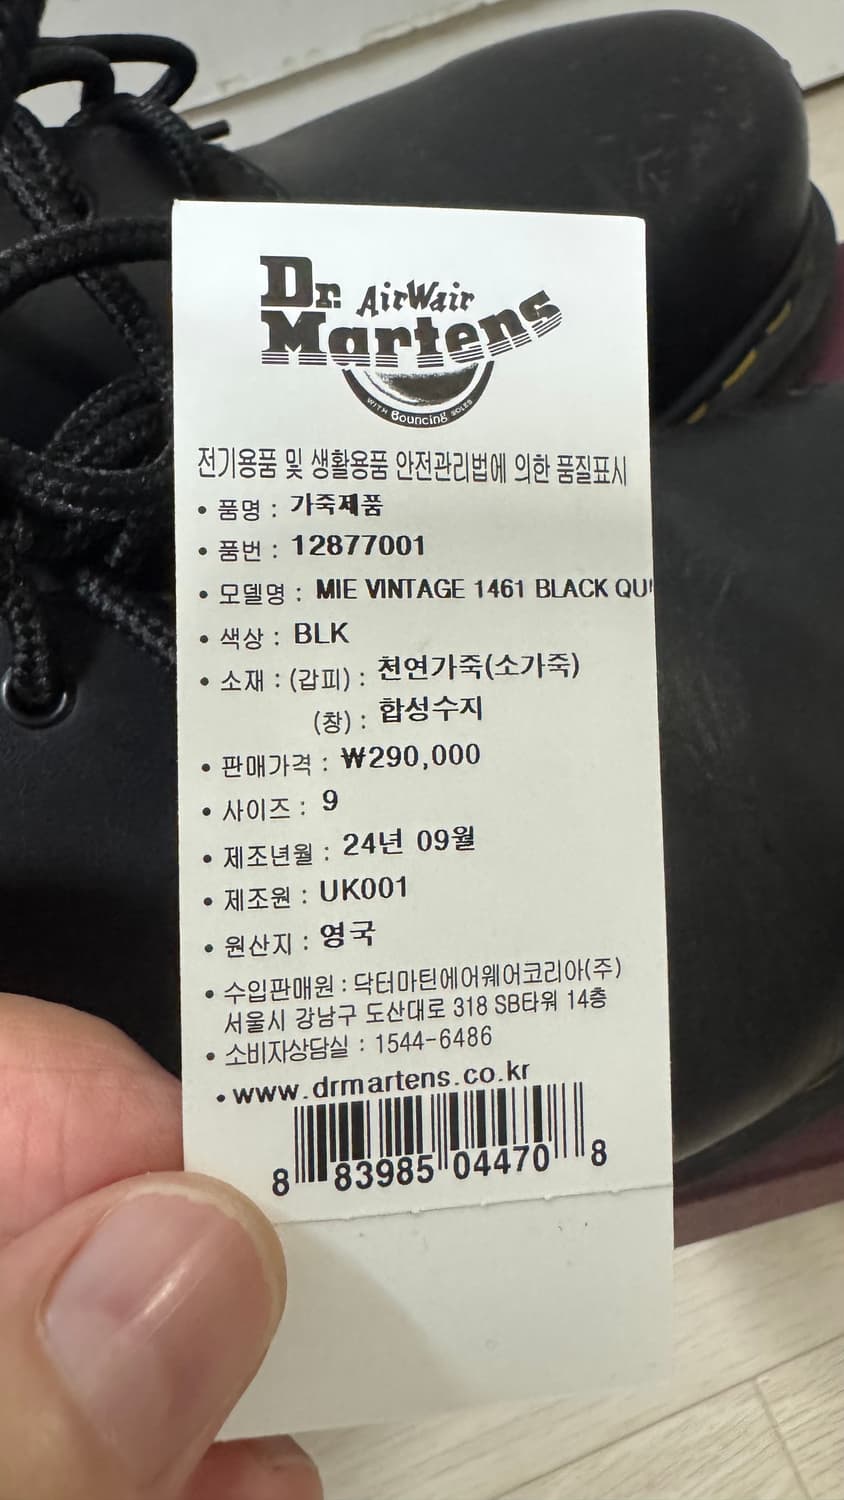 Dr. AirWair
Martens
WITH Bouncing SOLES
전기용품 및 생활용품 안전관리법에 의한 품질표시
• 품명 : 가죽제품
• 품번 : 12877001
• 모델명 : MIE VINTAGE 1461 BLACK QUI
• 색상 : BLK
• 소재 : (갑피) : 천연가죽(소가죽)
(창) : 합성수지
• 판매가격 : ₩290,000
• 사이즈 : 9
• 제조년월 : 24년 09월
• 제조원 : UK001
• 원산지 : 영국
• 수입판매원 : 닥터마틴에어웨어코리아(주)
서울시 강남구 도산대로 318 SB타워 14층
• 소비자상담실 : 1544-6486
• www.drmartens.co.kr
8 83985 04470 8